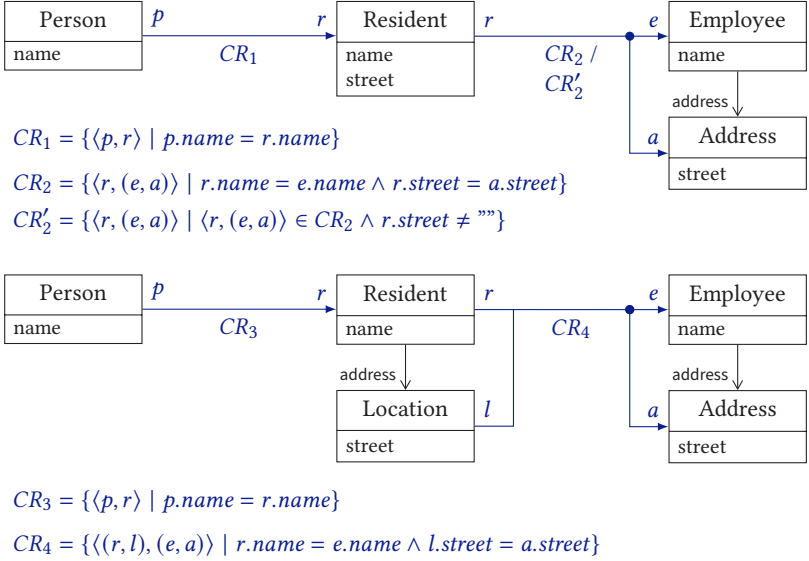 Person p r Resident r e Employee
name CR₁ name CR₂ / name
street CR′₂
address
Address
a
street
CR₁ = {⟨p, r⟩ | p.name = r.name}
CR₂ = {⟨r, (e, a)⟩ | r.name = e.name ∧ r.street = a.street}
CR′₂ = {⟨r, (e, a)⟩ | ⟨r, (e, a)⟩ ∈ CR₂ ∧ r.street ≠ ””}
Person p r Resident r e Employee
name CR₃ name CR₄ name
address address
Location l a Address
street street
CR₃ = {⟨p, r⟩ | p.name = r.name}
CR₄ = {⟨(r, l), (e, a)⟩ | r.name = e.name ∧ l.street = a.street}